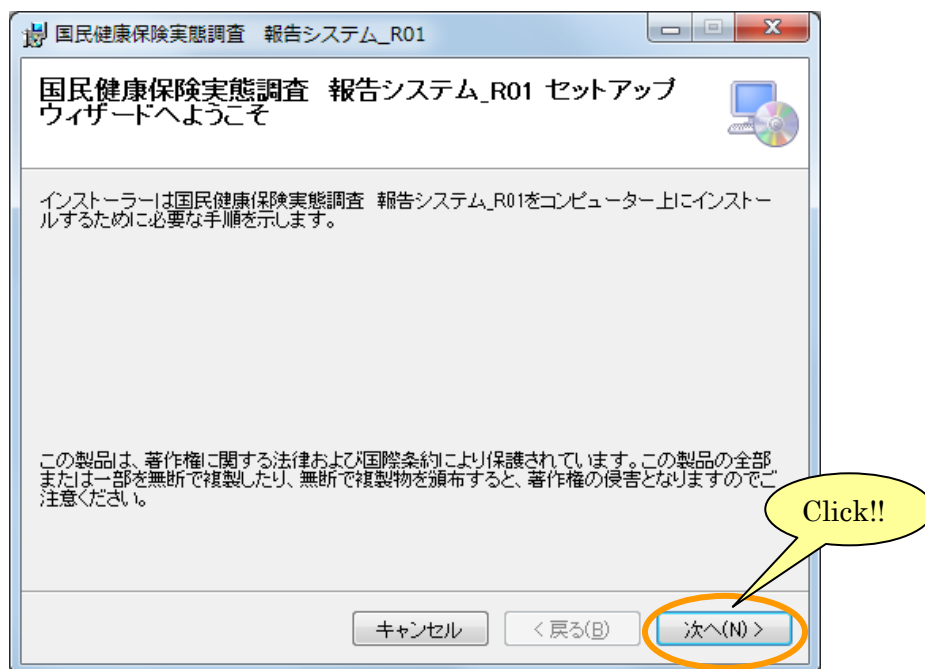 国民健康保険実態調査　報告システム_R01
国民健康保険実態調査　報告システム_R01 セットアップ
ウィザードへようこそ
インストーラーは国民健康保険実態調査　報告システム_R01をコンピューター上にインストー
ルするために必要な手順を示します。
この製品は、著作権に関する法律および国際条約により保護されています。この製品の全部
または一部を無断で複製したり、無断で複製物を頒布すると、著作権の侵害となりますのでご
注意ください。
Click!!
キャンセル
< 戻る(B)
次へ(N) >